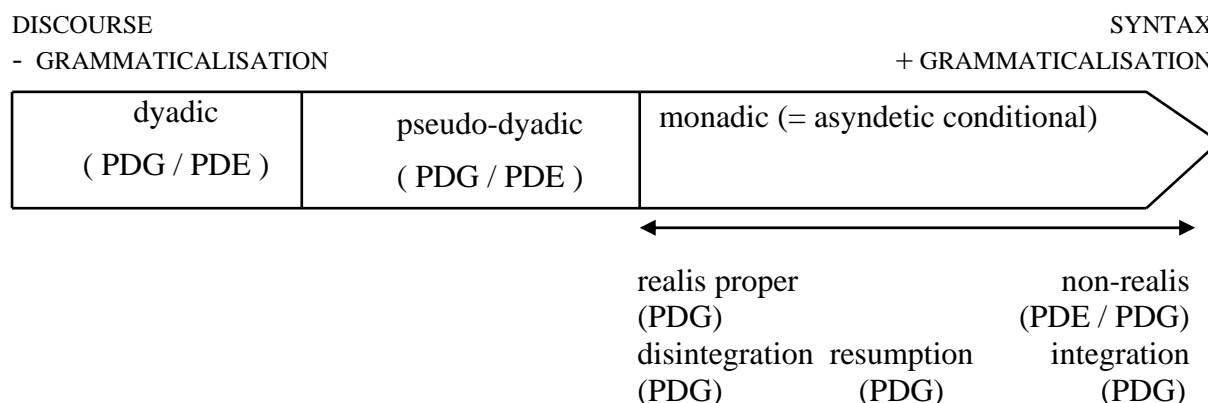 DISCOURSE SYNTAX
- GRAMMATICALISATION + GRAMMATICALISATION
dyadic pseudo-dyadic monadic (= asyndetic conditional)
( PDG / PDE ) ( PDG / PDE )
realis proper non-realis
(PDG) (PDE / PDG)
disintegration resumption integration
(PDG) (PDG) (PDG)